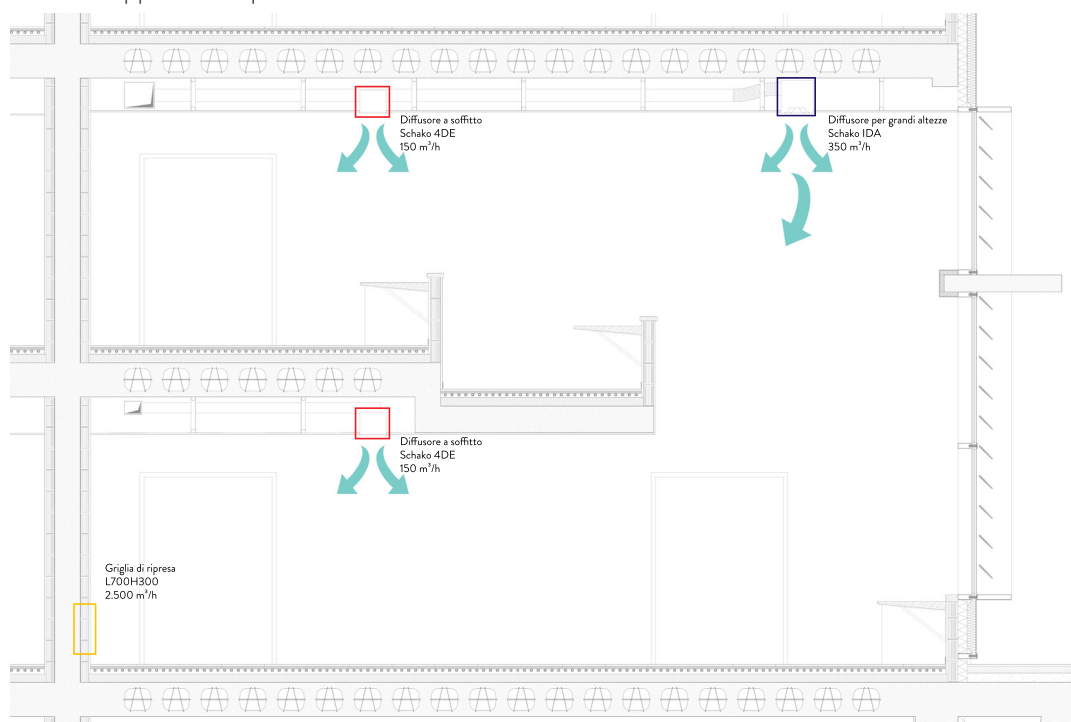 Diffusore a soffitto
Schako 4DE
150 m³/h
Diffusore per grandi altezze
Schako IDA
350 m³/h
Diffusore a soffitto
Schako 4DE
150 m³/h
Griglia di ripresa
L700H300
2.500 m³/h